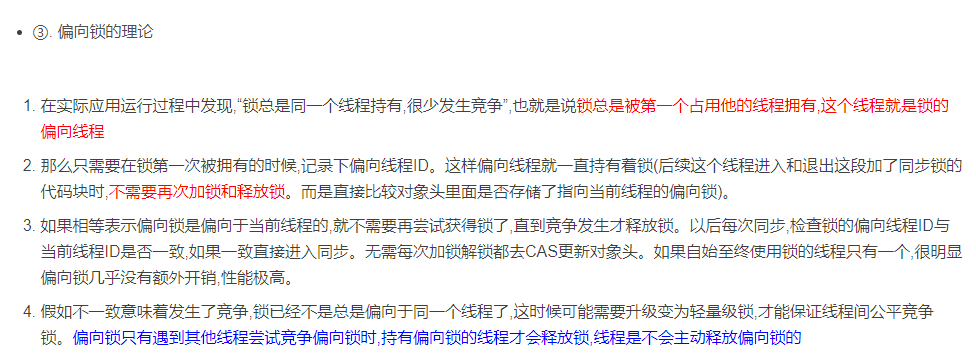 ③. 偏向锁的理论
1. 在实际应用运行过程中发现,“锁总是同一个线程持有,很少发生竞争”,也就是说锁总是被第一个占用他的线程拥有,这个线程就是锁的
偏向线程
2. 那么只需要在锁第一次被拥有的时候,记录下偏向线程ID。这样偏向线程就一直持有着锁(后续这个线程进入和退出这段加了同步锁的
代码块时,不需要再次加锁和释放锁。而是直接比较对象头里面是否存储了指向当前线程的偏向锁)。
3. 如果相等表示偏向锁是偏向于当前线程的,就不需要再尝试获得锁了,直到竞争发生才释放锁。以后每次同步,检查锁的偏向线程ID与
当前线程ID是否一致,如果一致直接进入同步。无需每次加锁解锁都去CAS更新对象头。如果自始至终使用锁的线程只有一个,很明显
偏向锁几乎没有额外开销,性能极高。
4. 假如不一致意味着发生了竞争,锁已经不是总是偏向于同一个线程了,这时候可能需要升级变为轻量级锁,才能保证线程间公平竞争
锁。偏向锁只有遇到其他线程尝试竞争偏向锁时,持有偏向锁的线程才会释放锁,线程是不会主动释放偏向锁的